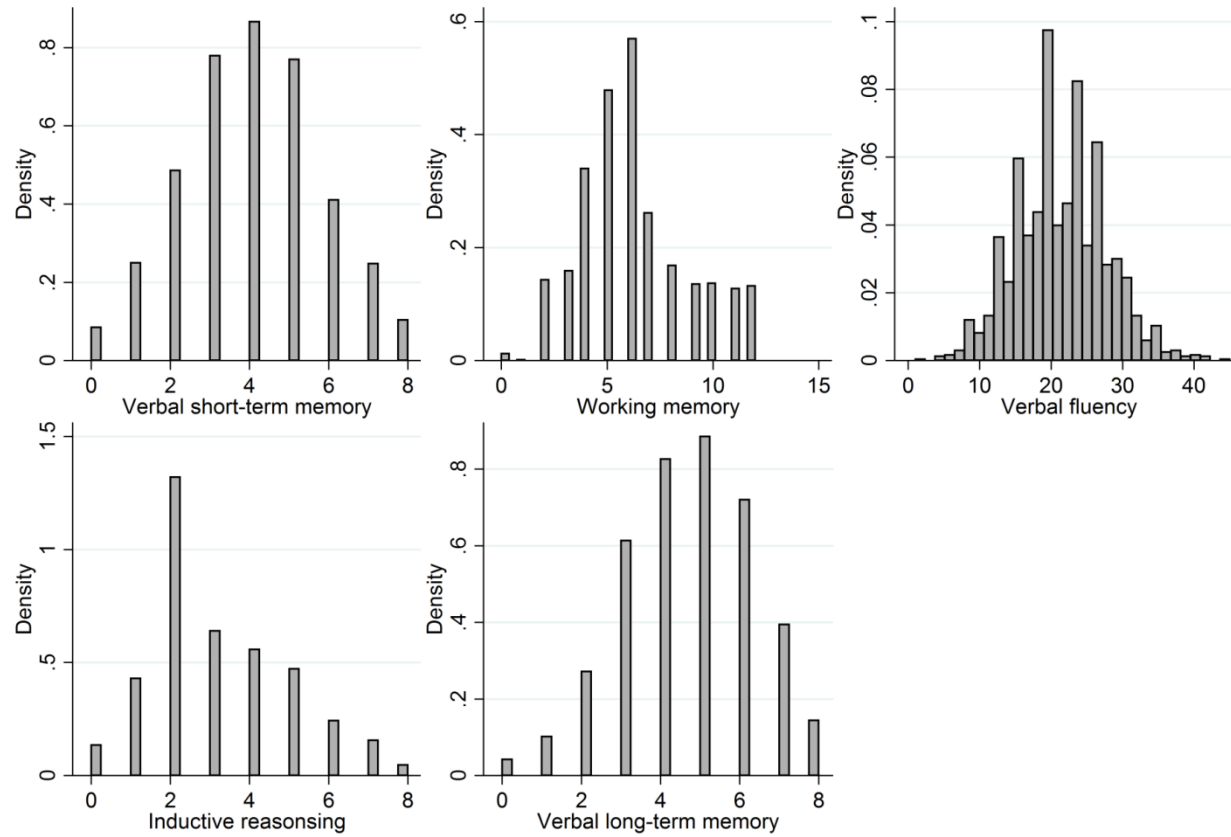 Density
0 .2 .4 .6 .8
0 2 4 6 8
Verbal short-term memory
Density
0 .2 .4 .6
0 5 10 15
Working memory
Density
0 .02 .04 .06 .08 .1
0 10 20 30 40
Verbal fluency
Density
0 .5 1 1.5
0 2 4 6 8
Inductive reasonsing
Density
0 .2 .4 .6 .8
0 2 4 6 8
Verbal long-term memory